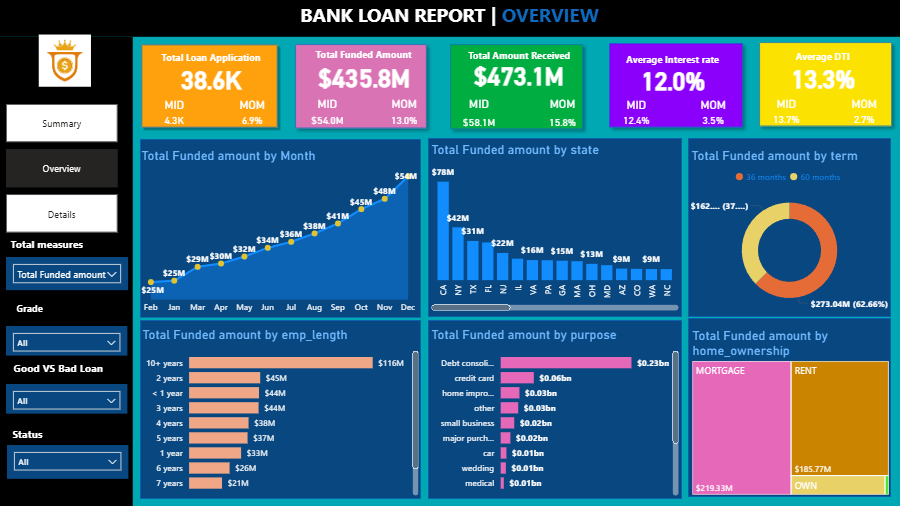 BANK LOAN REPORT | OVERVIEW
Summary
Overview
Details
Total measures
Total Funded amount
Grade
All
Good VS Bad Loan
All
Status
All
Total Loan Application
38.6K
MID MOM
4.3K 6.9%
Total Funded Amount
$435.8M
MID MOM
$54.0M 13.0%
Total Amount Received
$473.1M
MID MOM
$58.1M 15.8%
Average Interest rate
12.0%
MID MOM
12.4% 3.5%
Average DTI
13.3%
MID MOM
13.7% 2.7%
Total Funded amount by Month
$25M $25M $29M $30M $32M $34M $36M $38M $41M $45M $48M $54M
Feb Jan Mar Apr May Jun Jul Aug Sep Oct Nov Dec
Total Funded amount by state
$78M $42M $31M $22M $16M $15M $13M $9M $9M
CA NY TX FL NJ IL VA PA GA MA OH MD AZ CO WA NC
Total Funded amount by term
36 months 60 months
$162.... (37....)
$273.04M (62.66%)
Total Funded amount by emp_length
10+ years $116M
2 years $45M
< 1 year $44M
3 years $44M
4 years $38M
5 years $37M
1 year $33M
6 years $26M
7 years $21M
Total Funded amount by purpose
Debt consoli... $0.23bn
credit card $0.06bn
home impro... $0.03bn
other $0.03bn
small business $0.02bn
major purch... $0.02bn
car $0.01bn
wedding $0.01bn
medical $0.01bn
Total Funded amount by
home_ownership
MORTGAGE
$219.33M
RENT
$185.77M
OWN